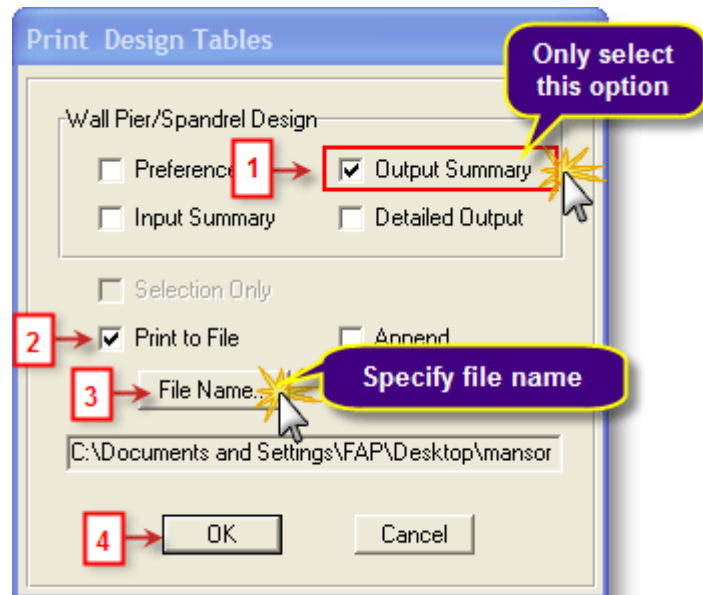 Print Design Tables
Only select
this option
Wall Pier/Spandrel Design
1
Output Summary
Input Summary
Detailed Output
Selection Only
2
Print to File
Append
3
File Name..
Specify file name
C:\Documents and Settings\FAP\Desktop\mansor
4
OK
Cancel